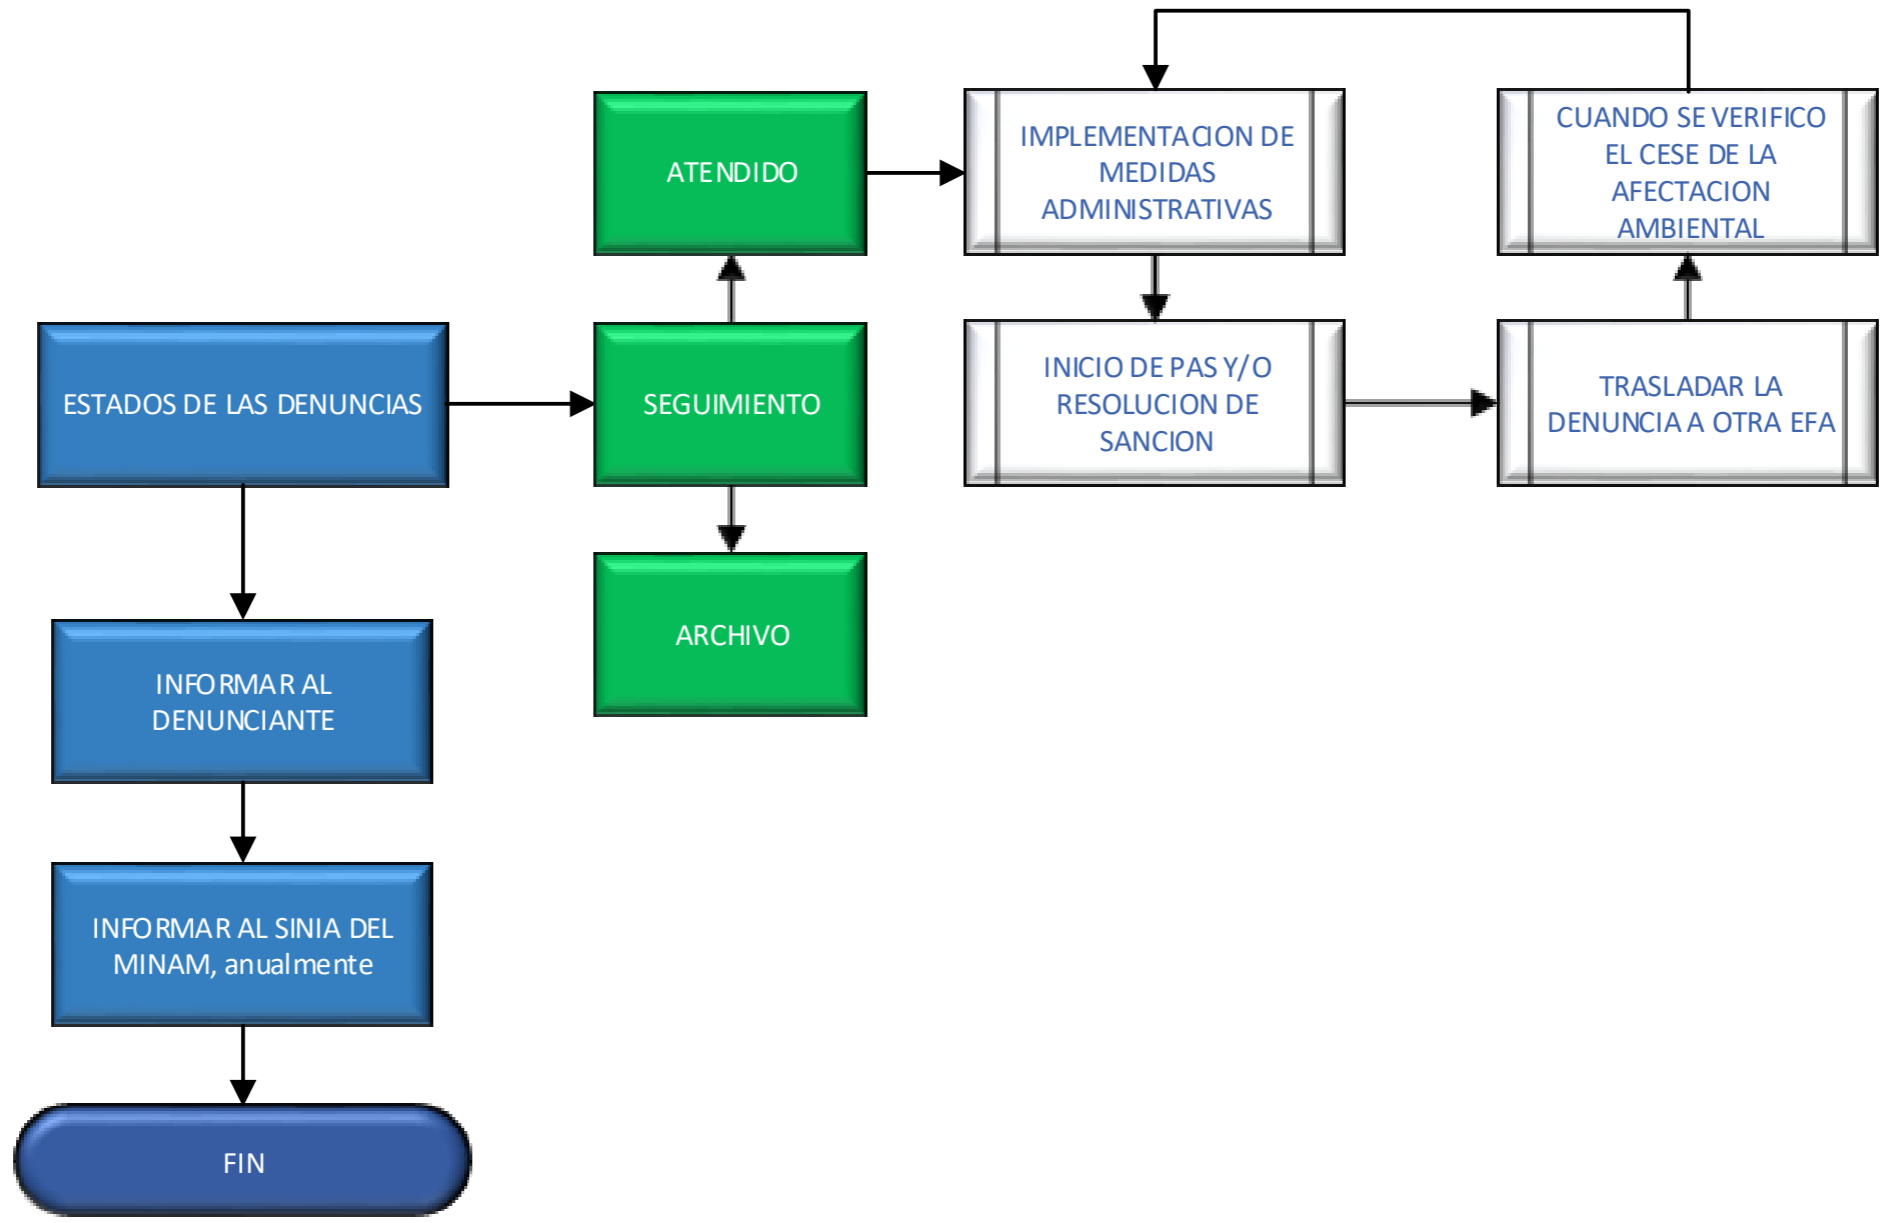 ATENDIDO
IMPLEMENTACION DE
MEDIDAS
ADMINISTRATIVAS
CUANDO SE VERIFICO
EL CESE DE LA
AFECTACION
AMBIENTAL
ESTADOS DE LAS DENUNCIAS
SEGUIMIENTO
INICIO DE PAS Y/O
RESOLUCION DE
SANCION
TRASLADAR LA
DENUNCIA A OTRA EFA
ARCHIVO
INFORMAR AL
DENUNCIANTE
INFORMAR AL SINIA DEL
MINAM, anualmente
FIN